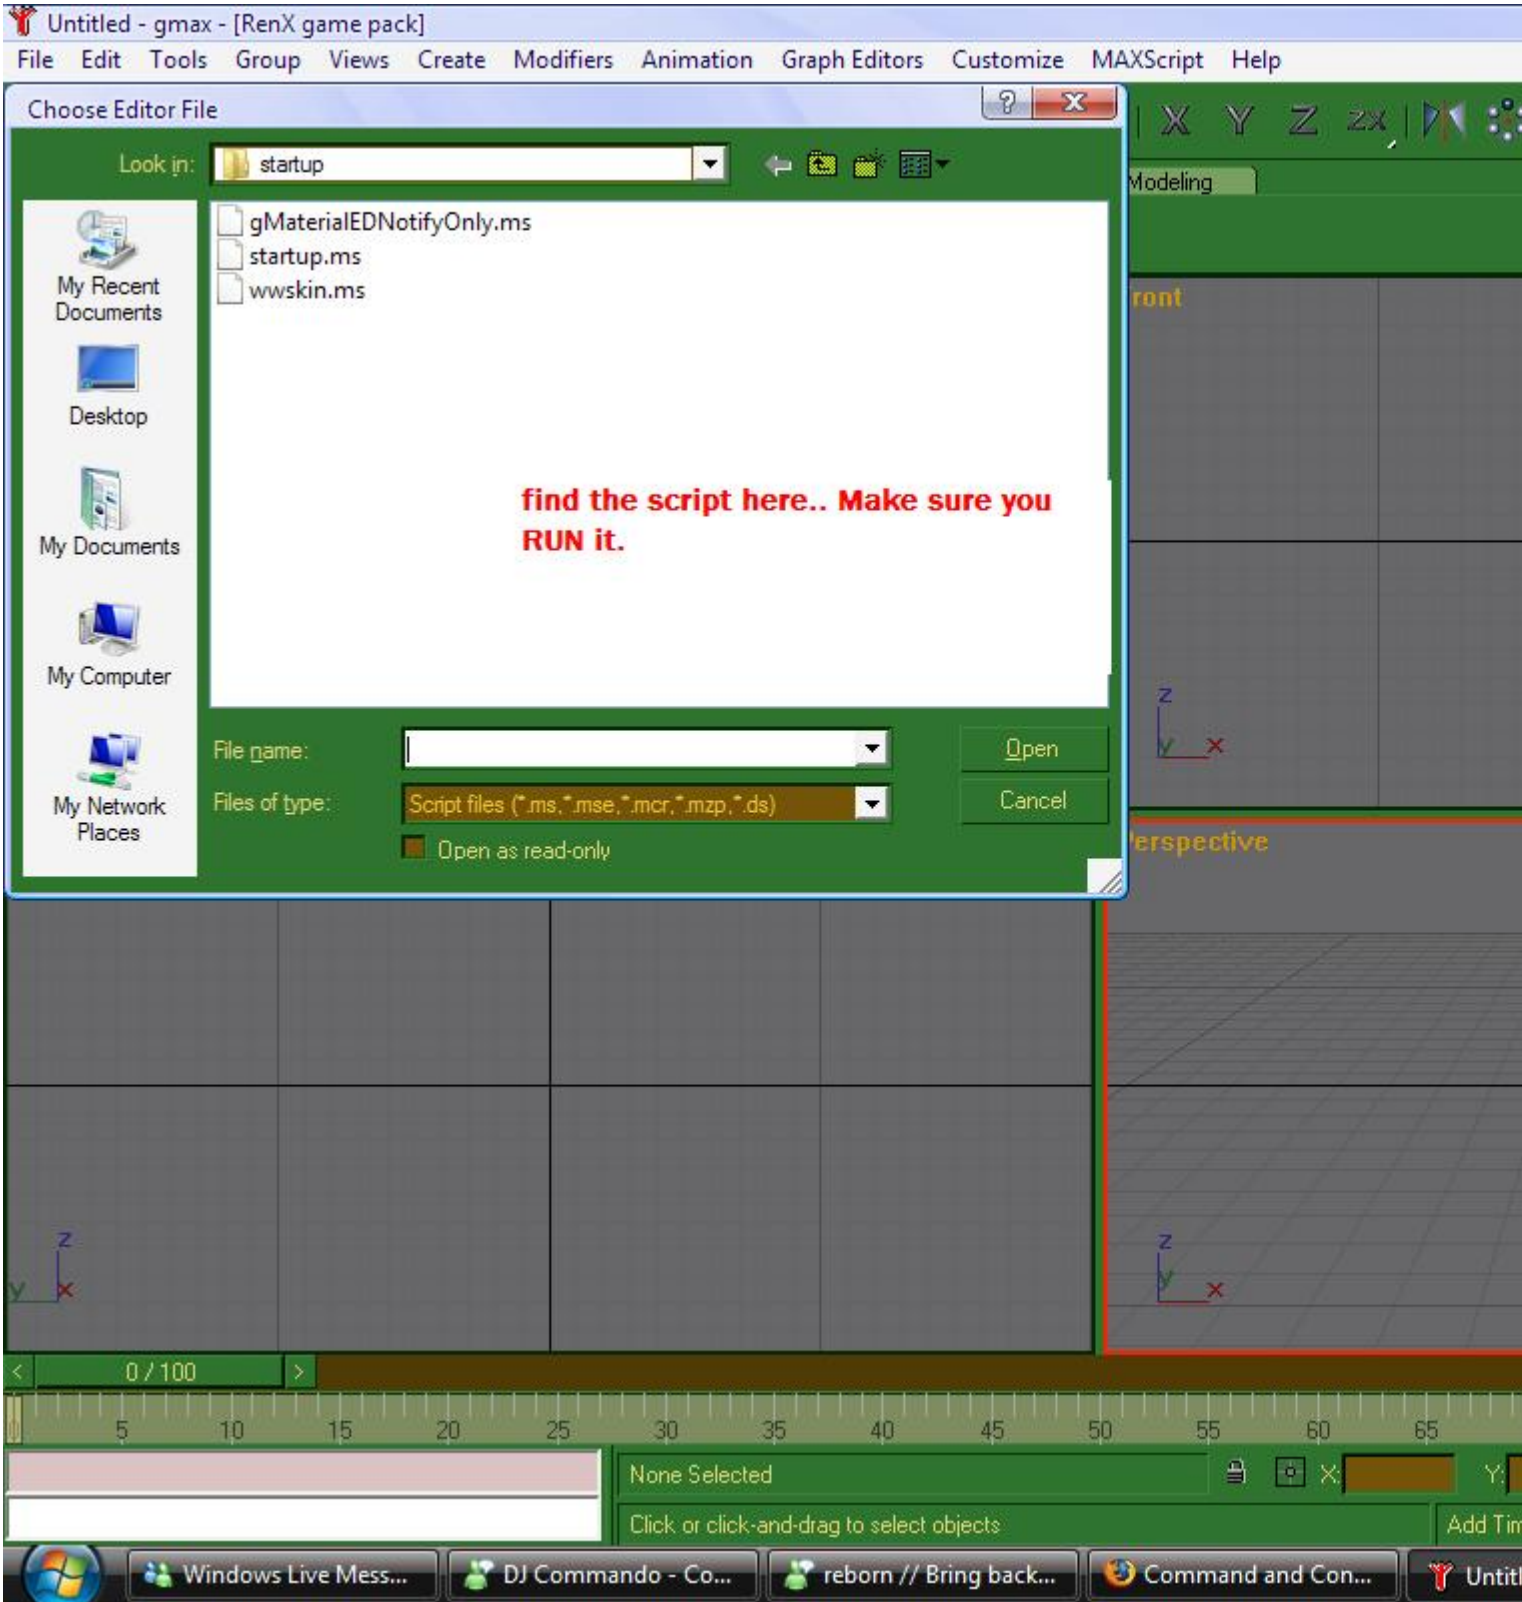 Untitled - gmax - [RenX game pack]
File Edit Tools Group Views Create Modifiers Animation Graph Editors Customize MAXScript Help
Choose Editor File
X Y Z ZX
Look in: startup
Modeling
gMaterialEDNotifyOnly.ms
startup.ms
wwskin.ms
My Recent
Documents
Desktop
My Documents
My Computer
My Network
Places
find the script here.. Make sure you
RUN it.
File name:
Open
Files of type: Script files (*.ms,*.mse,*.mcr,*.mzp,*.ds)
Cancel
Open as read-only
ront
z
y x
erspective
z
y x
z
y x
< 0 / 100 >
0 5 10 15 20 25 30 35 40 45 50 55 60 65
None Selected X: Y:
Click or click-and-drag to select objects Add Tim
Windows Live Mess... DJ Commando - Co... reborn // Bring back... Command and Con... Untitl